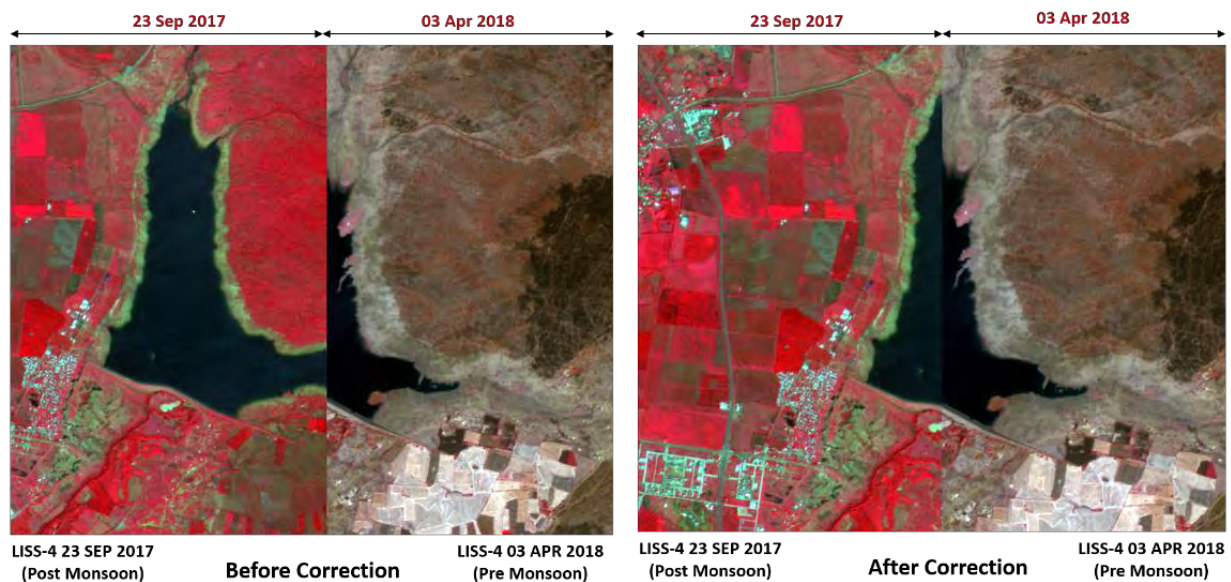 23 Sep 2017
03 Apr 2018
23 Sep 2017
03 Apr 2018
LISS-4 23 SEP 2017
(Post Monsoon)
Before Correction
LISS-4 03 APR 2018
(Pre Monsoon)
LISS-4 23 SEP 2017
(Post Monsoon)
After Correction
LISS-4 03 APR 2018
(Pre Monsoon)